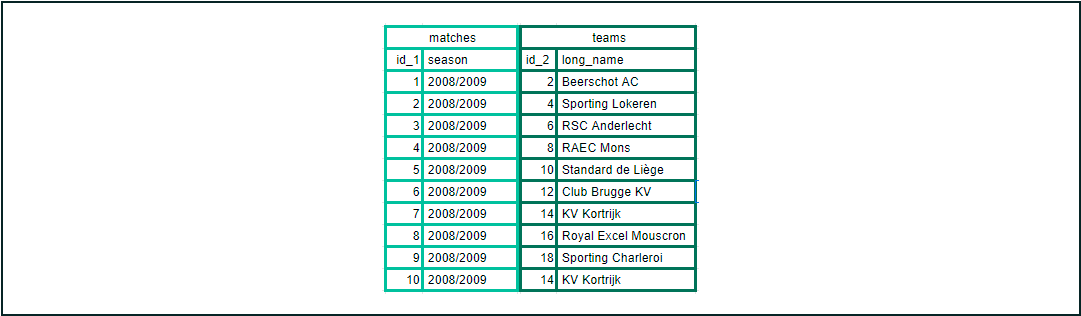 matches teams
id_1 season id_2 long_name
1 2008/2009 2 Beerschot AC
2 2008/2009 4 Sporting Lokeren
3 2008/2009 6 RSC Anderlecht
4 2008/2009 8 RAEC Mons
5 2008/2009 10 Standard de Liège
6 2008/2009 12 Club Brugge KV
7 2008/2009 14 KV Kortrijk
8 2008/2009 16 Royal Excel Mouscron
9 2008/2009 18 Sporting Charleroi
10 2008/2009 14 KV Kortrijk